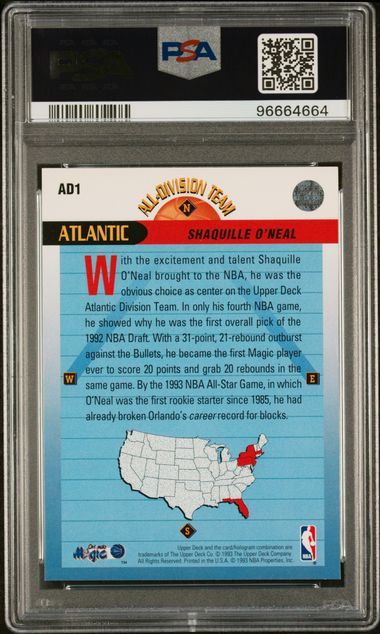 PSA
96664664
AD1
ALL-DIVISION TEAM
N
ATLANTIC
SHAQUILLE O'NEAL
With the excitement and talent Shaquille
O'Neal brought to the NBA, he was the
obvious choice as center on the Upper Deck
Atlantic Division Team. In only his fourth NBA game,
he showed why he was the first overall pick of the
1992 NBA Draft. With a 31-point, 21-rebound outburst
against the Bullets, he became the first Magic player
ever to score 20 points and grab 20 rebounds in the
same game. By the 1993 NBA All-Star Game, in which
O'Neal was the first rookie starter since 1985, he had
already broken Orlando's career record for blocks.
W
E
S
Orlando
Magic
TM
Upper Deck and the card/hologram combination are
trademarks of The Upper Deck Co. © 1993 The Upper Deck Company
All Rights Reserved. Printed in the U.S.A. © 1993 NBA Properties, Inc.
NBA